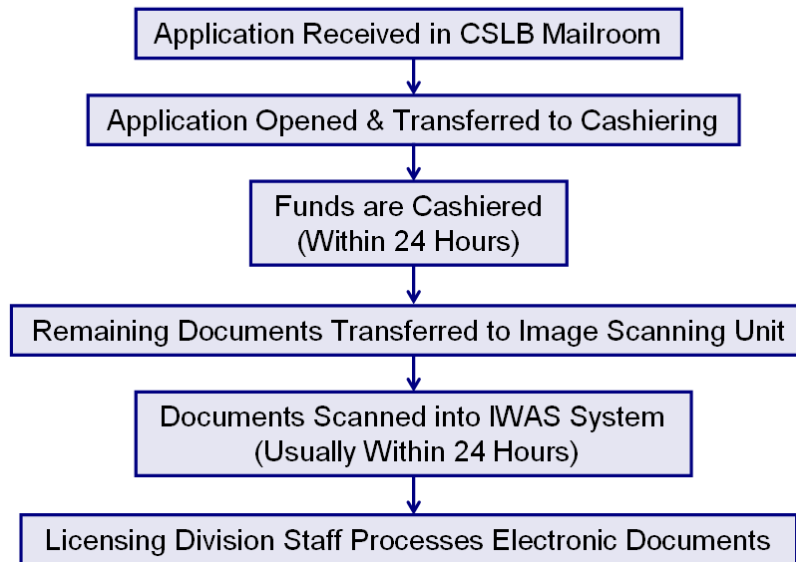 Application Received in CSLB Mailroom
Application Opened & Transferred to Cashiering
Funds are Cashiered
(Within 24 Hours)
Remaining Documents Transferred to Image Scanning Unit
Documents Scanned into IWAS System
(Usually Within 24 Hours)
Licensing Division Staff Processes Electronic Documents